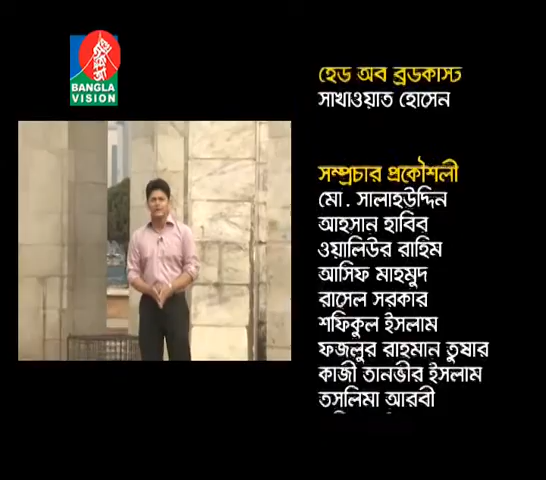 BANGLA
VISION
হেড অব ব্রডকাস্ট
সাখাওয়াত হোসেন
সম্প্রচার প্রকৌশলী
মো. সালাহউদ্দিন
আহসান হাবিব
ওয়ালিউর রাহিম
আসিফ মাহমুদ
রাসেল সরকার
শফিকুল ইসলাম
ফজলুর রাহমান তুষার
কাজী তানভীর ইসলাম
তসলিমা আরবী